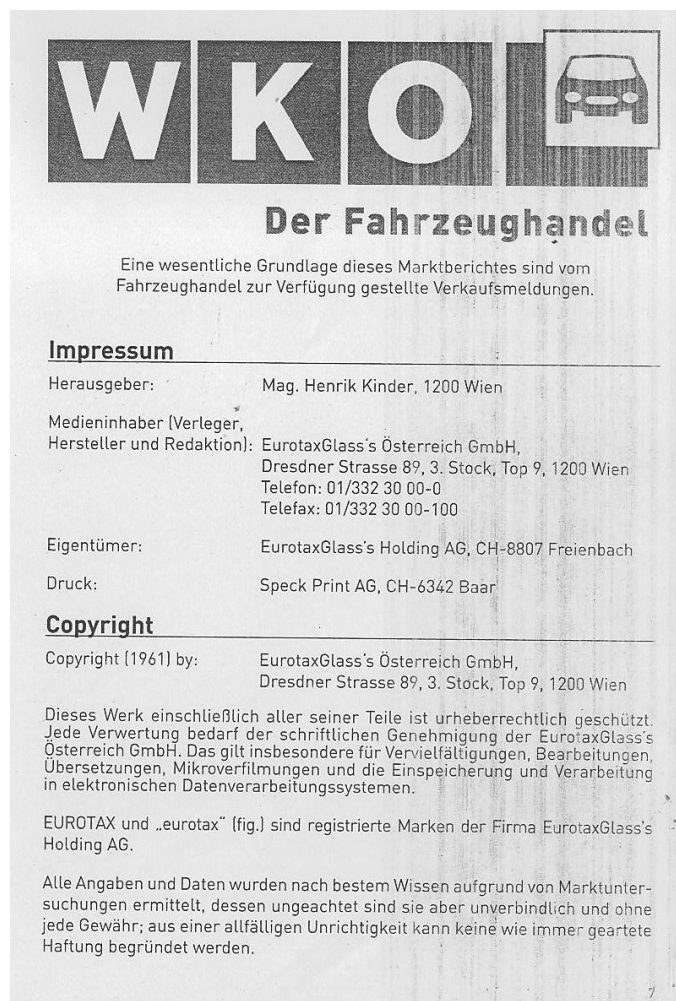 WKO
Der Fahrzeughandel
Eine wesentliche Grundlage dieses Marktberichtes sind vom
Fahrzeughandel zur Verfügung gestellte Verkaufsmeldungen.
Impressum
Herausgeber: Mag. Henrik Kinder, 1200 Wien
Medieninhaber (Verleger,
Hersteller und Redaktion): EurotaxGlass's Österreich GmbH,
Dresdner Strasse 89, 3. Stock, Top 9, 1200 Wien
Telefon: 01/332 30 00-0
Telefax: 01/332 30 00-100
Eigentümer: EurotaxGlass's Holding AG, CH-8807 Freienbach
Druck: Speck Print AG, CH-6342 Baar
Copyright
Copyright (1961) by: EurotaxGlass's Österreich GmbH,
Dresdner Strasse 89, 3. Stock, Top 9, 1200 Wien
Dieses Werk einschließlich aller seiner Teile ist urheberrechtlich geschützt.
Jede Verwertung bedarf der schriftlichen Genehmigung der EurotaxGlass's
Österreich GmbH. Das gilt insbesondere für Vervielfältigungen, Bearbeitungen,
Übersetzungen, Mikroverfilmungen und die Einspeicherung und Verarbeitung
in elektronischen Datenverarbeitungssystemen.
EUROTAX und „eurotax“ (fig.) sind registrierte Marken der Firma EurotaxGlass's
Holding AG.
Alle Angaben und Daten wurden nach bestem Wissen aufgrund von Marktunter-
suchungen ermittelt, dessen ungeachtet sind sie aber unverbindlich und ohne
jede Gewähr; aus einer allfälligen Unrichtigkeit kann keine wie immer geartete
Haftung begründet werden.
7